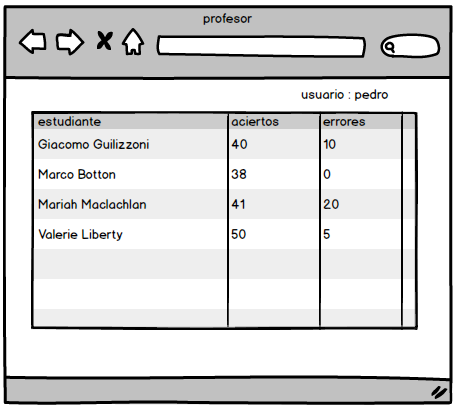 profesor
usuario : pedro
estudiante aciertos errores
Giacomo Guilizzoni 40 10
Marco Botton 38 0
Mariah Maclachlan 41 20
Valerie Liberty 50 5